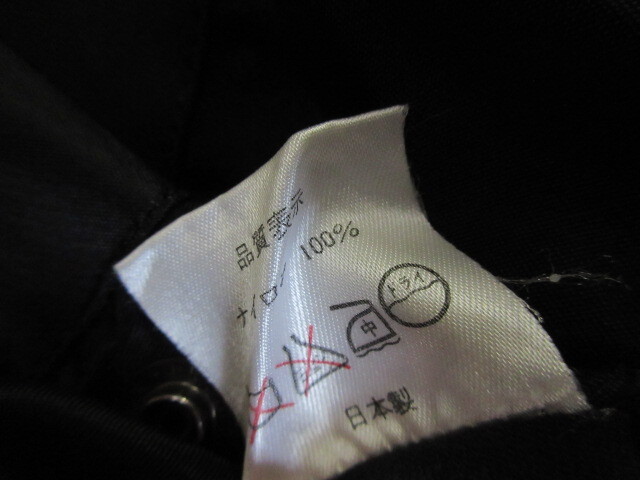 品質表示
ナイロン 100%
ドライ
中
日本製